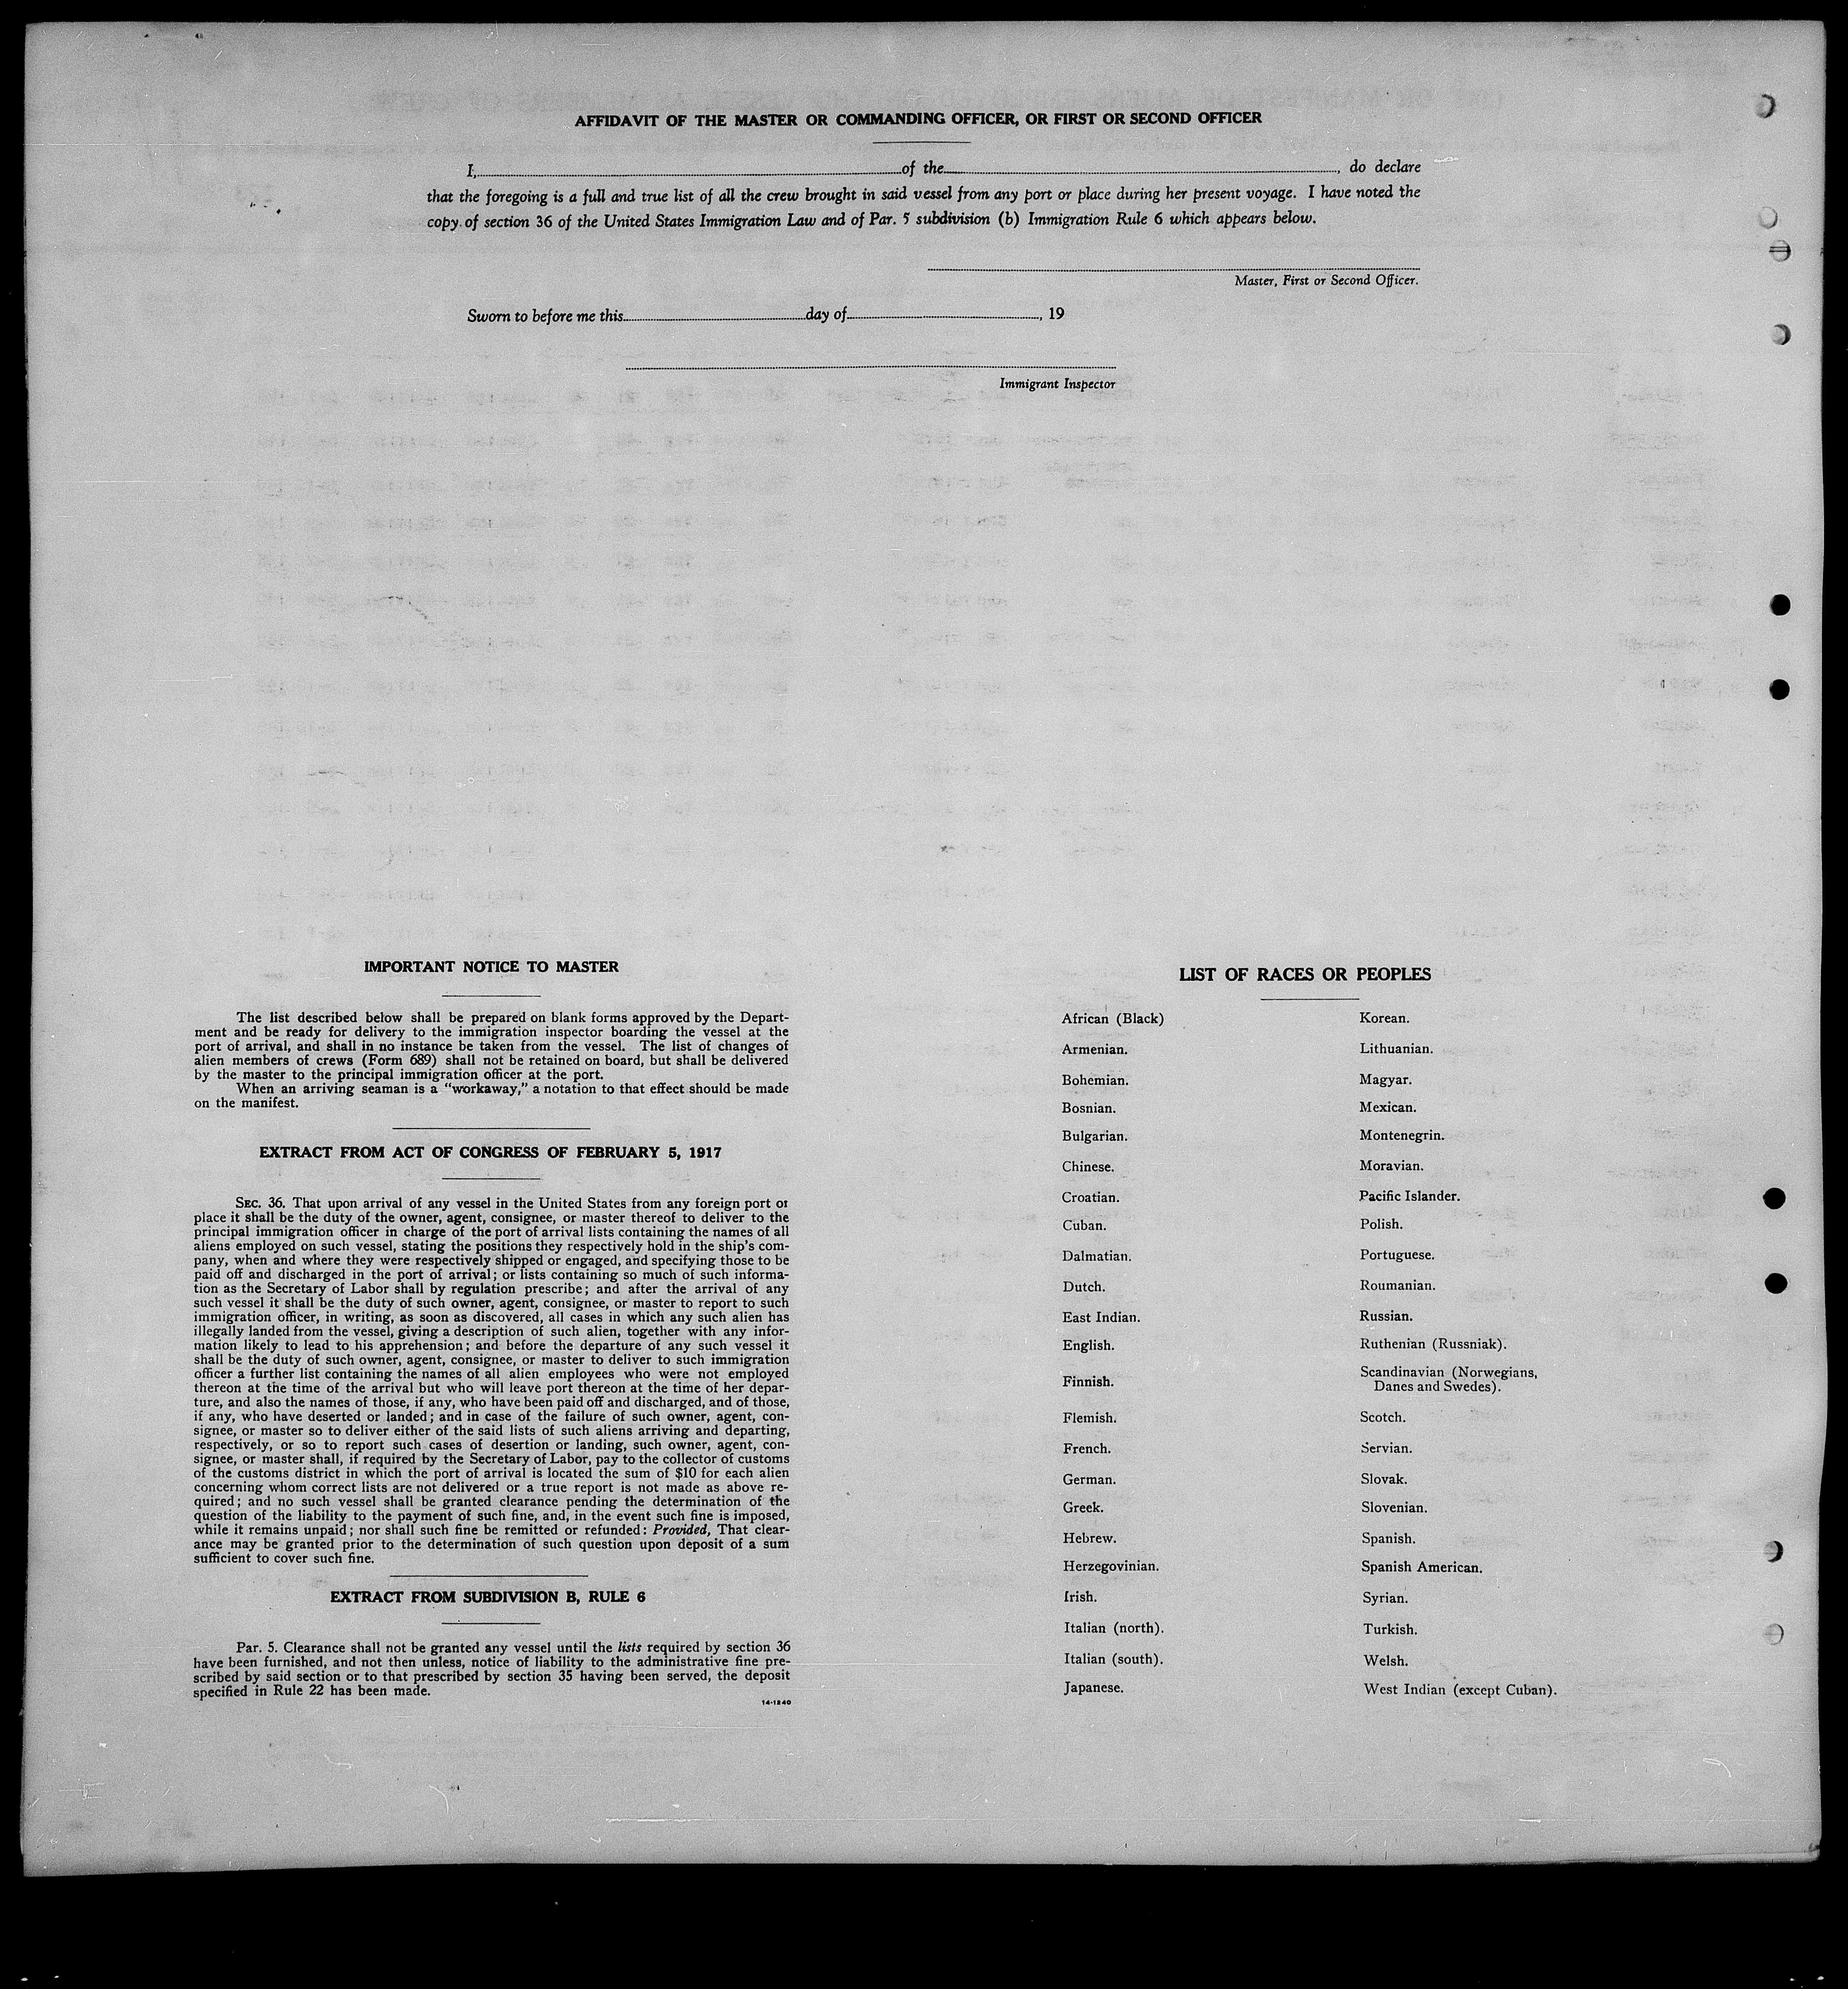 AFFIDAVIT OF THE MASTER OR COMMANDING OFFICER, OR FIRST OR SECOND OFFICER
I, of the , do declare
that the foregoing is a full and true list of all the crew brought in said vessel from any port or place during her present voyage. I have noted the
copy of section 36 of the United States Immigration Law and of Par. 5 subdivision (b) Immigration Rule 6 which appears below.
Master, First or Second Officer.
Sworn to before me this day of , 19
Immigrant Inspector
IMPORTANT NOTICE TO MASTER
The list described below shall be prepared on blank forms approved by the Depart-
ment and be ready for delivery to the immigration inspector boarding the vessel at the
port of arrival, and shall in no instance be taken from the vessel. The list of changes of
alien members of crews (Form 689) shall not be retained on board, but shall be delivered
by the master to the principal immigration officer at the port.
When an arriving seaman is a "workaway," a notation to that effect should be made
on the manifest.
EXTRACT FROM ACT OF CONGRESS OF FEBRUARY 5, 1917
SEC. 36. That upon arrival of any vessel in the United States from any foreign port or
place it shall be the duty of the owner, agent, consignee, or master thereof to deliver to the
principal immigration officer in charge of the port of arrival lists containing the names of all
aliens employed on such vessel, stating the positions they respectively hold in the ship's com-
pany, when and where they were respectively shipped or engaged, and specifying those to be
paid off and discharged in the port of arrival; or lists containing so much of such informa-
tion as the Secretary of Labor shall by regulation prescribe; and after the arrival of any
such vessel it shall be the duty of such owner, agent, consignee, or master to report to such
immigration officer, in writing, as soon as discovered, all cases in which any such alien has
illegally landed from the vessel, giving a description of such alien, together with any infor-
mation likely to lead to his apprehension; and before the departure of any such vessel it
shall be the duty of such owner, agent, consignee, or master to deliver to such immigration
officer a further list containing the names of all alien employees who were not employed
thereon at the time of the arrival but who will leave port thereon at the time of her depar-
ture, and also the names of those, if any, who have been paid off and discharged, and of those,
if any, who have deserted or landed; and in case of the failure of such owner, agent, con-
signee, or master so to deliver either of the said lists of such aliens arriving and departing,
respectively, or so to report such cases of desertion or landing, such owner, agent, con-
signee, or master shall, if required by the Secretary of Labor, pay to the collector of customs
of the customs district in which the port of arrival is located the sum of $10 for each alien
concerning whom correct lists are not delivered or a true report is not made as above re-
quired; and no such vessel shall be granted clearance pending the determination of the
question of the liability to the payment of such fine, and, in the event such fine is imposed,
while it remains unpaid; nor shall such fine be remitted or refunded: Provided, That clear-
ance may be granted prior to the determination of such question upon deposit of a sum
sufficient to cover such fine.
EXTRACT FROM SUBDIVISION B, RULE 6
Par. 5. Clearance shall not be granted any vessel until the lists required by section 36
have been furnished, and not then unless, notice of liability to the administrative fine pre-
scribed by said section or to that prescribed by section 35 having been served, the deposit
specified in Rule 22 has been made.
14-1240
LIST OF RACES OR PEOPLES
African (Black)
Armenian.
Bohemian.
Bosnian.
Bulgarian.
Chinese.
Croatian.
Cuban.
Dalmatian.
Dutch.
East Indian.
English.
Finnish.
Flemish.
French.
German.
Greek.
Hebrew.
Herzegovinian.
Irish.
Italian (north).
Italian (south).
Japanese.
Korean.
Lithuanian.
Magyar.
Mexican.
Montenegrin.
Moravian.
Pacific Islander.
Polish.
Portuguese.
Roumanian.
Russian.
Ruthenian (Russniak).
Scandinavian (Norwegians,
Danes and Swedes).
Scotch.
Servian.
Slovak.
Slovenian.
Spanish.
Spanish American.
Syrian.
Turkish.
Welsh.
West Indian (except Cuban).